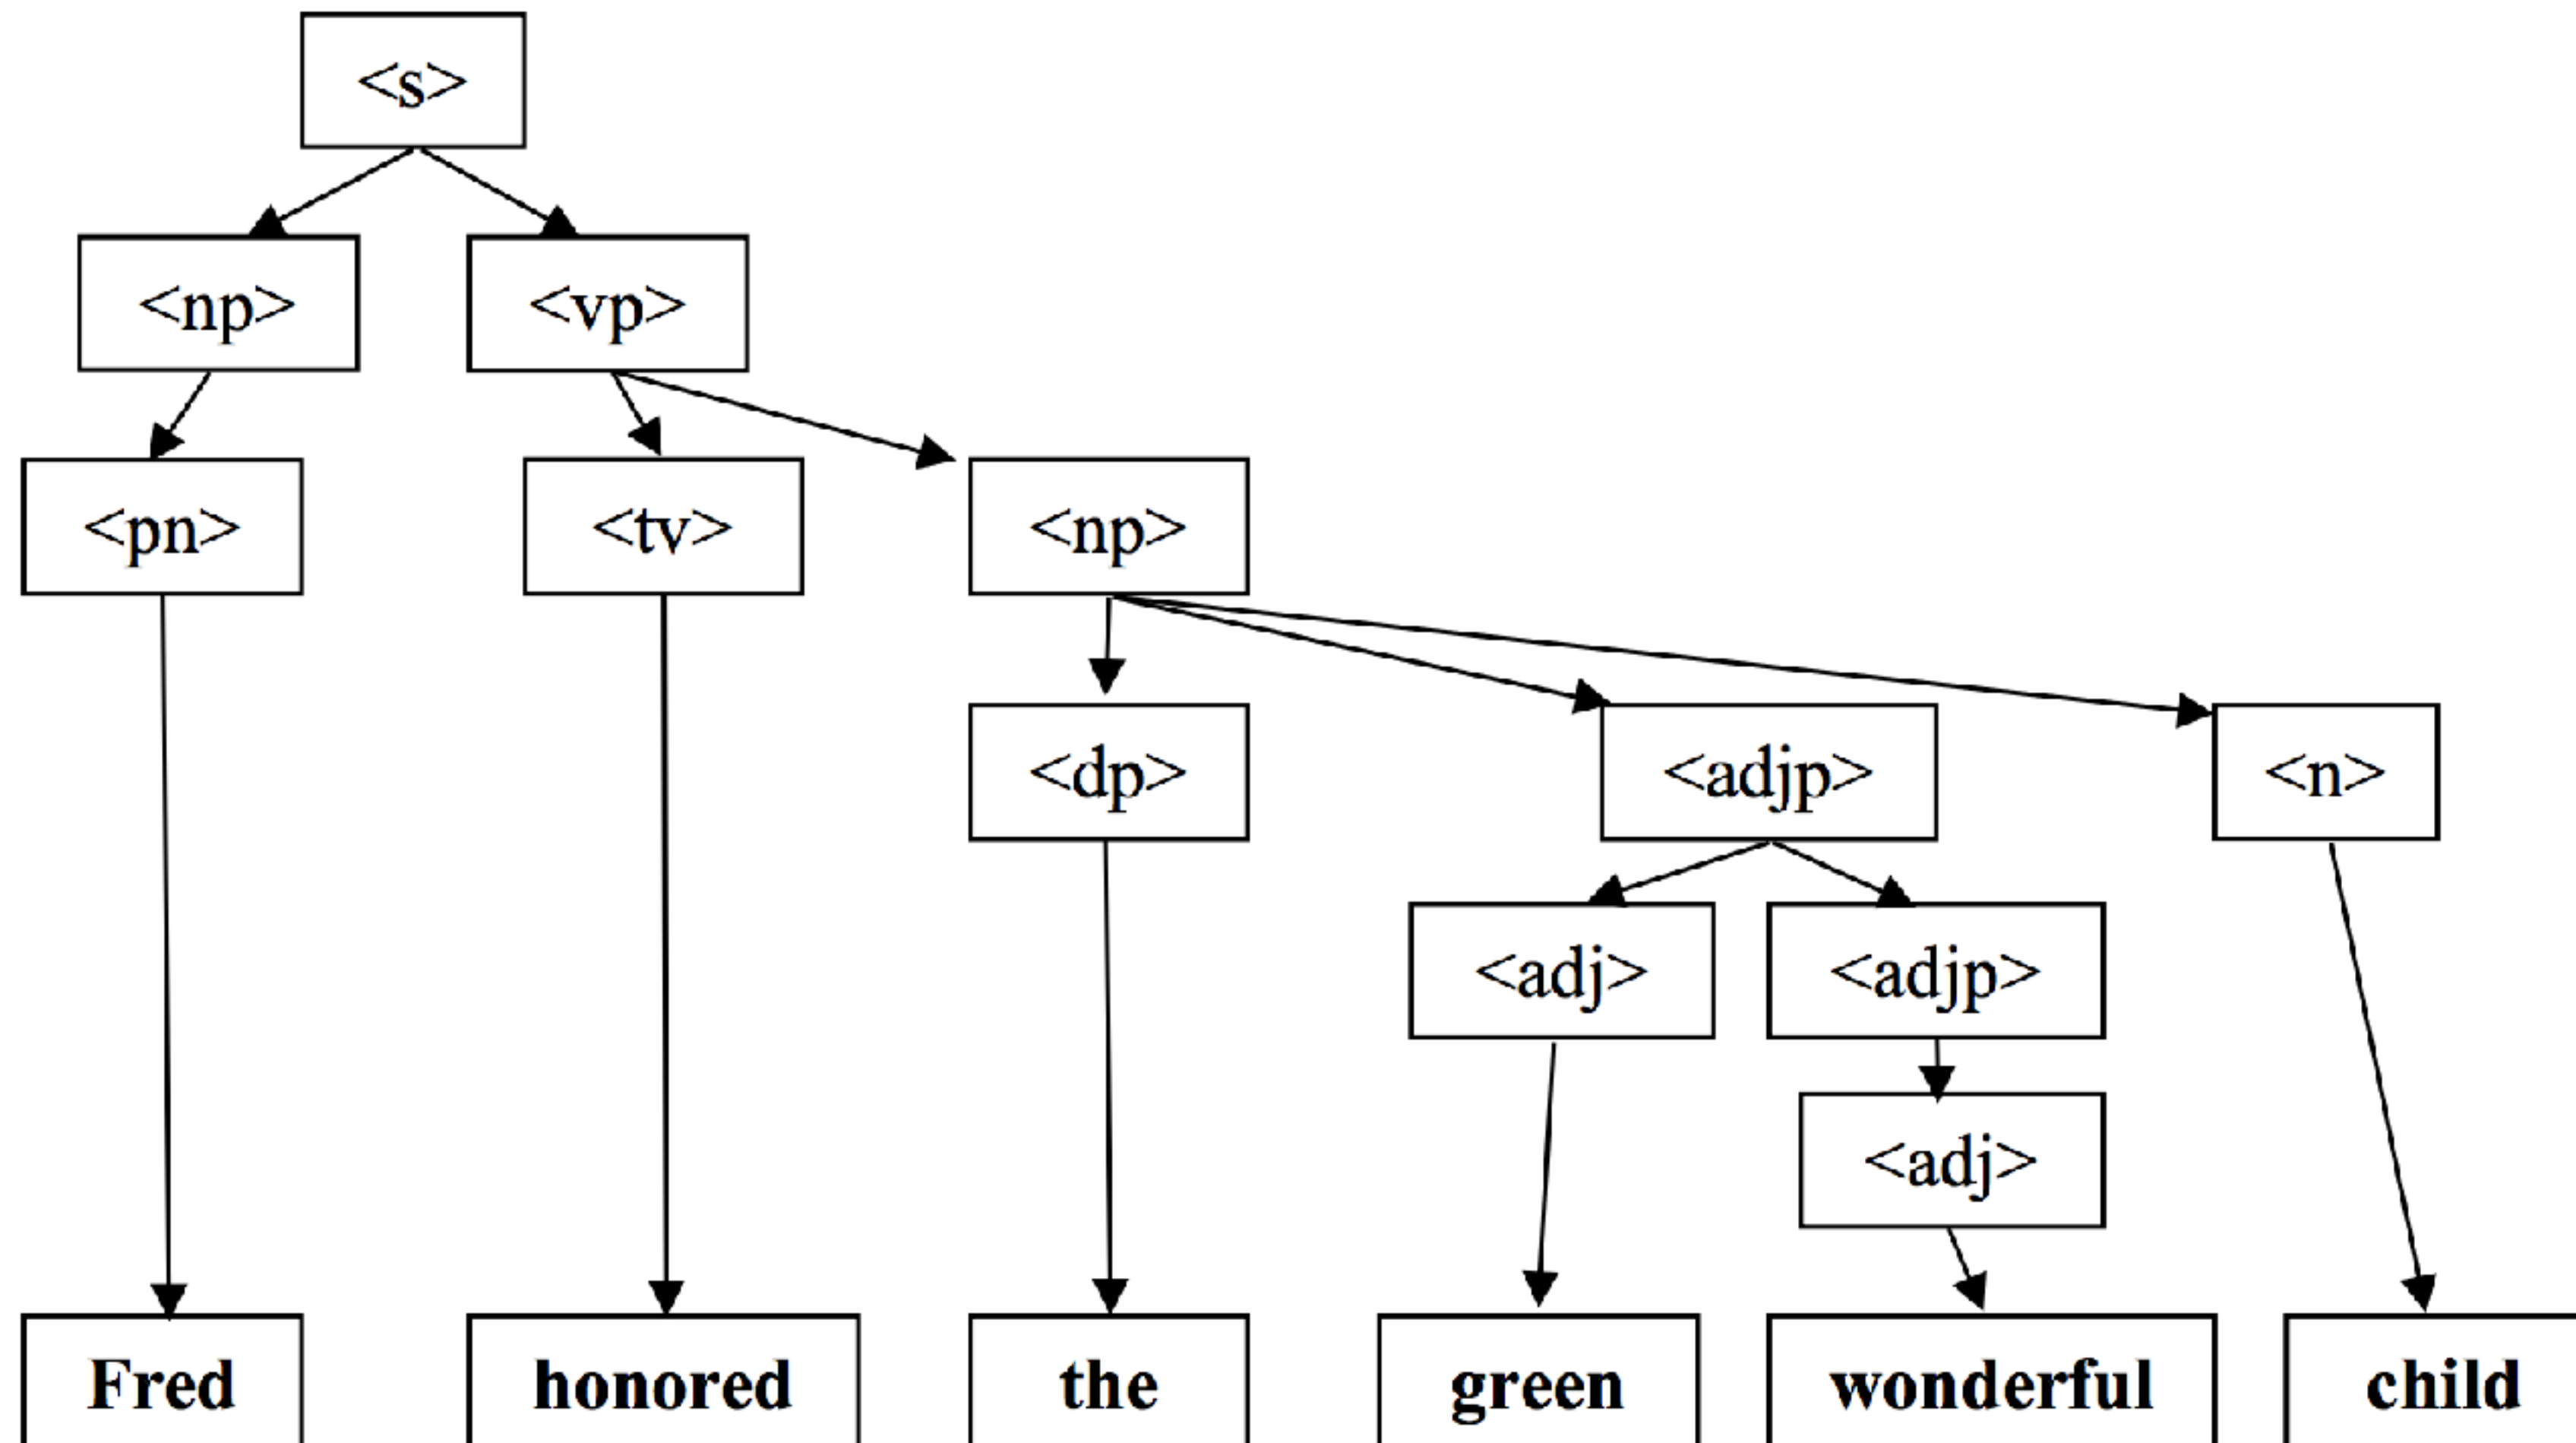 <s>
<np> <vp>
<pn> <tv> <np>
<dp> <adjp> <n>
<adj> <adjp>
<adj>
Fred honored the green wonderful child